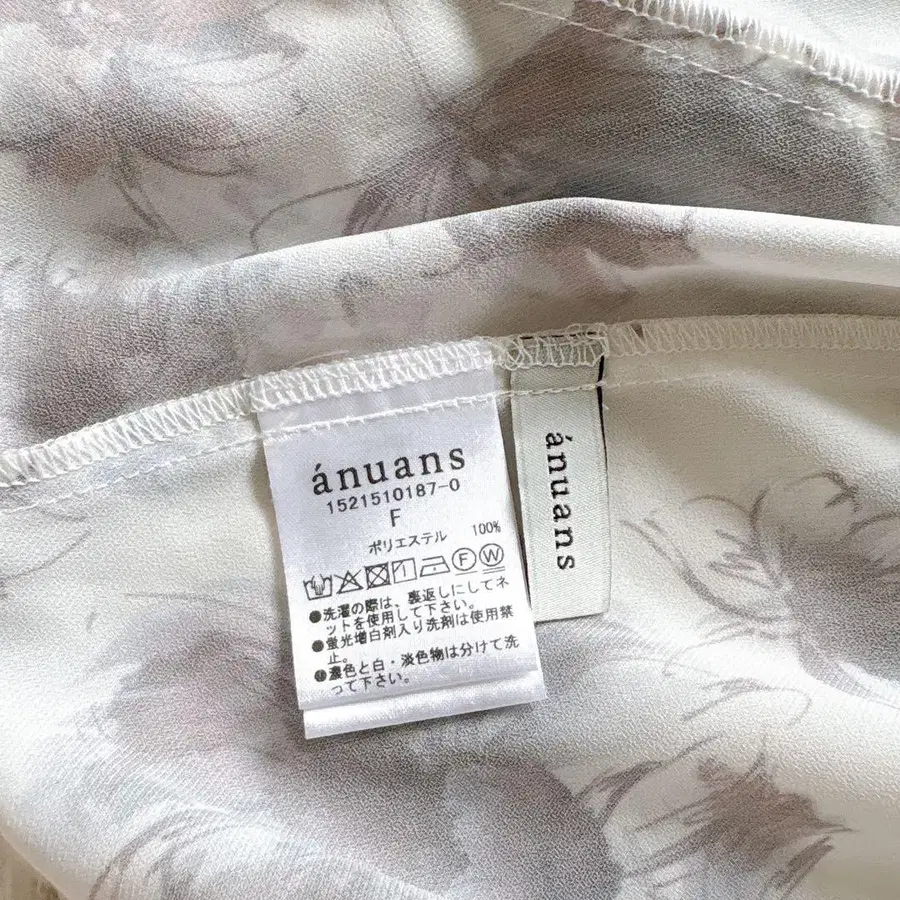 ánuans
1521510187-0
F
ポリエステル 100%
F W
●洗濯の際は、裏返しにしてネ
ットを使用して下さい。
●蛍光増白剤入り洗剤は使用禁
止。
●濃色と白・淡色物は分けて洗
って下さい。
ánuans